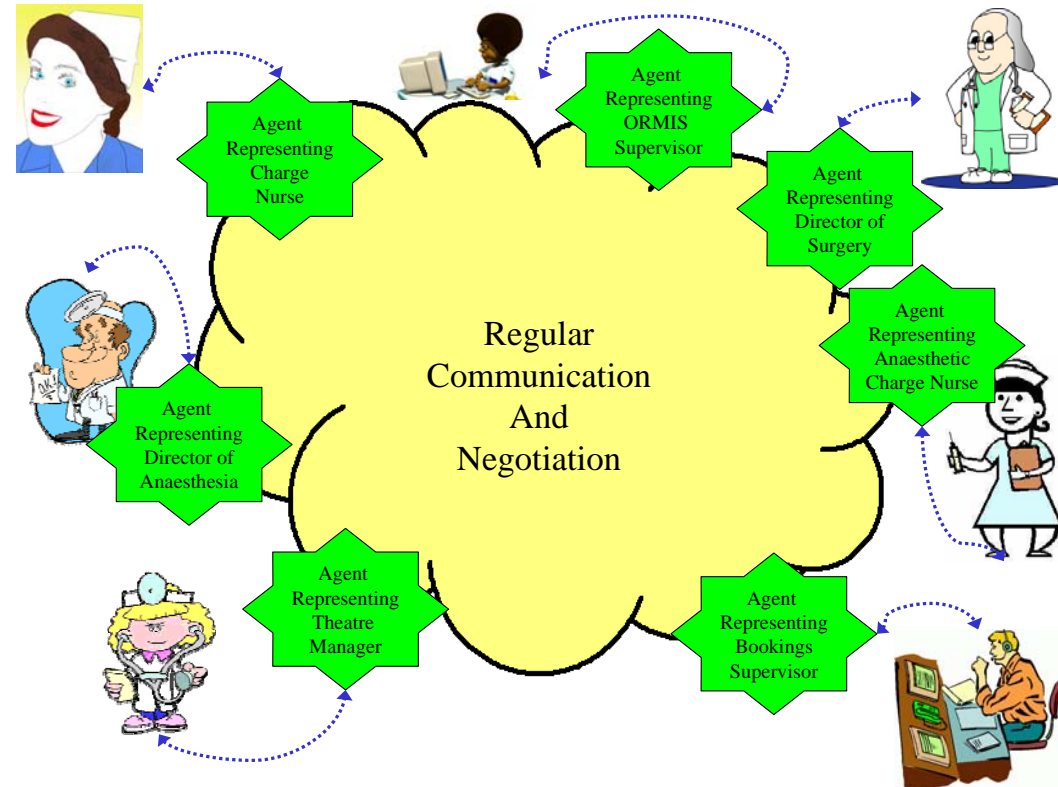 Agent
Representing
ORMIS
Supervisor
Agent
Representing
Charge
Nurse
Agent
Representing
Director of
Surgery
Agent
Representing
Anaesthetic
Charge Nurse
Regular
Communication
And
Negotiation
Agent
Representing
Director of
Anaesthesia
Agent
Representing
Theatre
Manager
Agent
Representing
Bookings
Supervisor